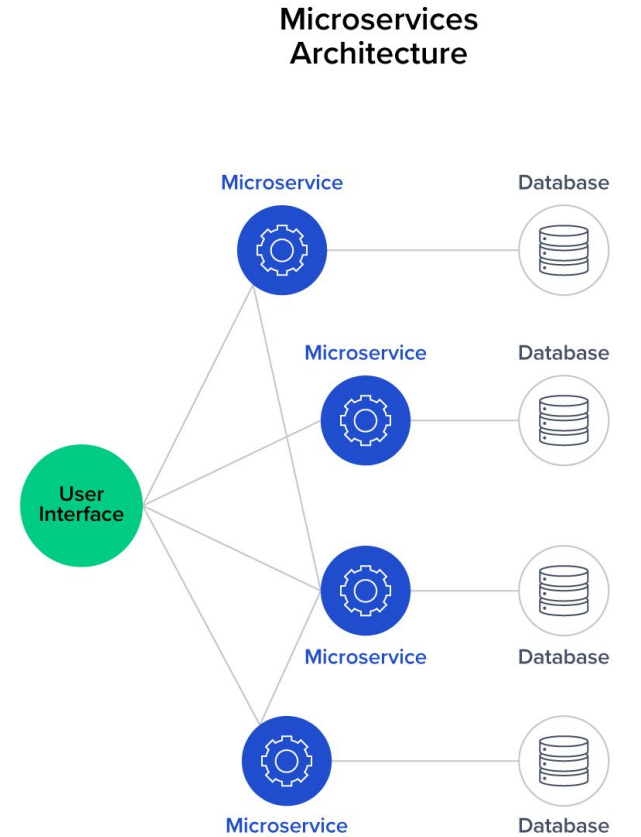 Microservices
Architecture
Microservice
Database
Microservice
Database
User
Interface
Microservice
Database
Microservice
Database